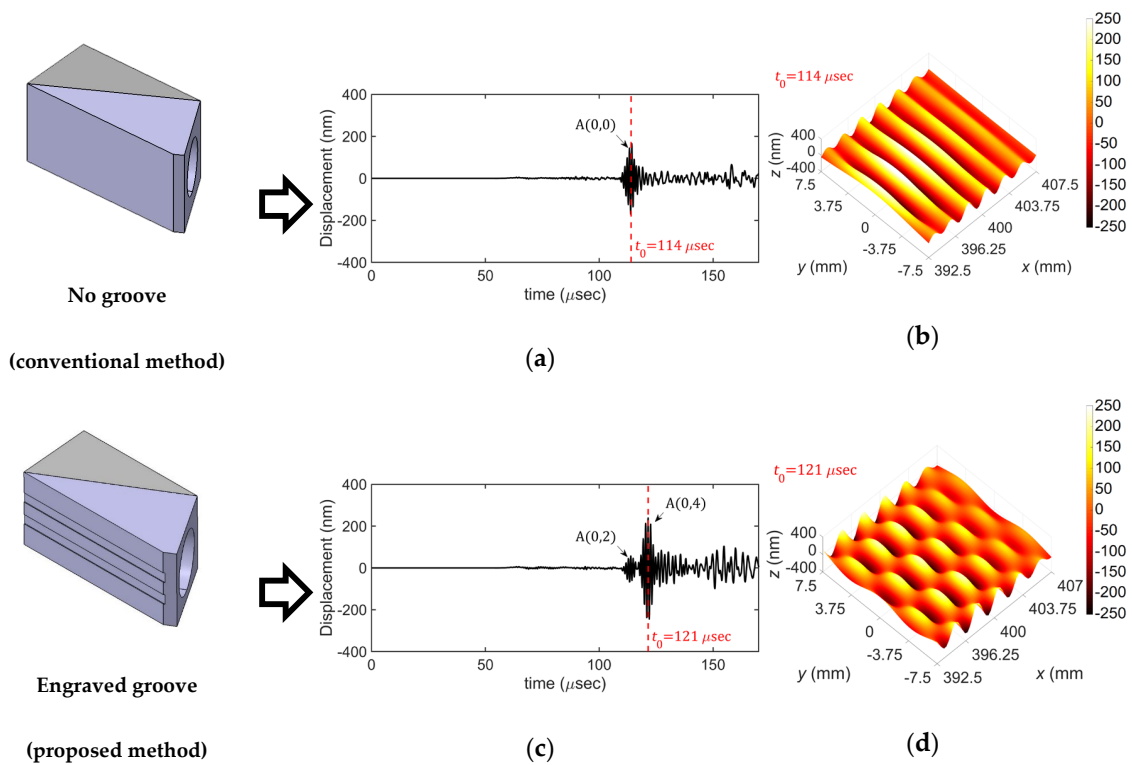 No groove
(conventional method)
400
200
0
-200
-400
Displacement (nm)
A(0,0)
t0=114 μsec
0
50
100
150
time (μsec)
(a)
t0=114 μsec
400
0
-400
z (nm)
7.5
3.75
0
-3.75
-7.5
y (mm)
392.5
396.25
400
403.75
407.5
x (mm)
250
200
150
100
50
0
-50
-100
-150
-200
-250
(b)
Engraved groove
(proposed method)
400
200
0
-200
-400
Displacement (nm)
A(0,2)
A(0,4)
t0=121 μsec
0
50
100
150
time (μsec)
(c)
t0=121 μsec
400
0
-400
z (nm)
7.5
3.75
0
-3.75
-7.5
y (mm)
392.5
396.25
400
403.75
407
x (mm
250
200
150
100
50
0
-50
-100
-150
-200
-250
(d)